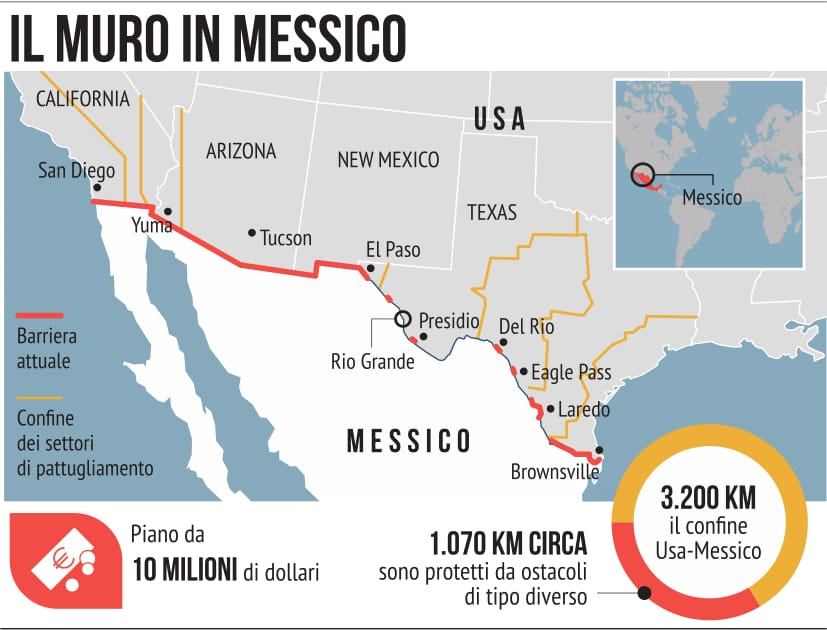 IL MURO IN MESSICO
CALIFORNIA
USA
ARIZONA
NEW MEXICO
San Diego
Messico
TEXAS
Yuma
Tucson
El Paso
Barriera
attuale
Presidio
Del Rio
Rio Grande
Eagle Pass
Confine
dei settori
di pattugliamento
Laredo
MESSICO
Brownsville
3.200 KM
il confine
Usa-Messico
Piano da
10 MILIONI di dollari
1.070 KM CIRCA
sono protetti da ostacoli
di tipo diverso
€